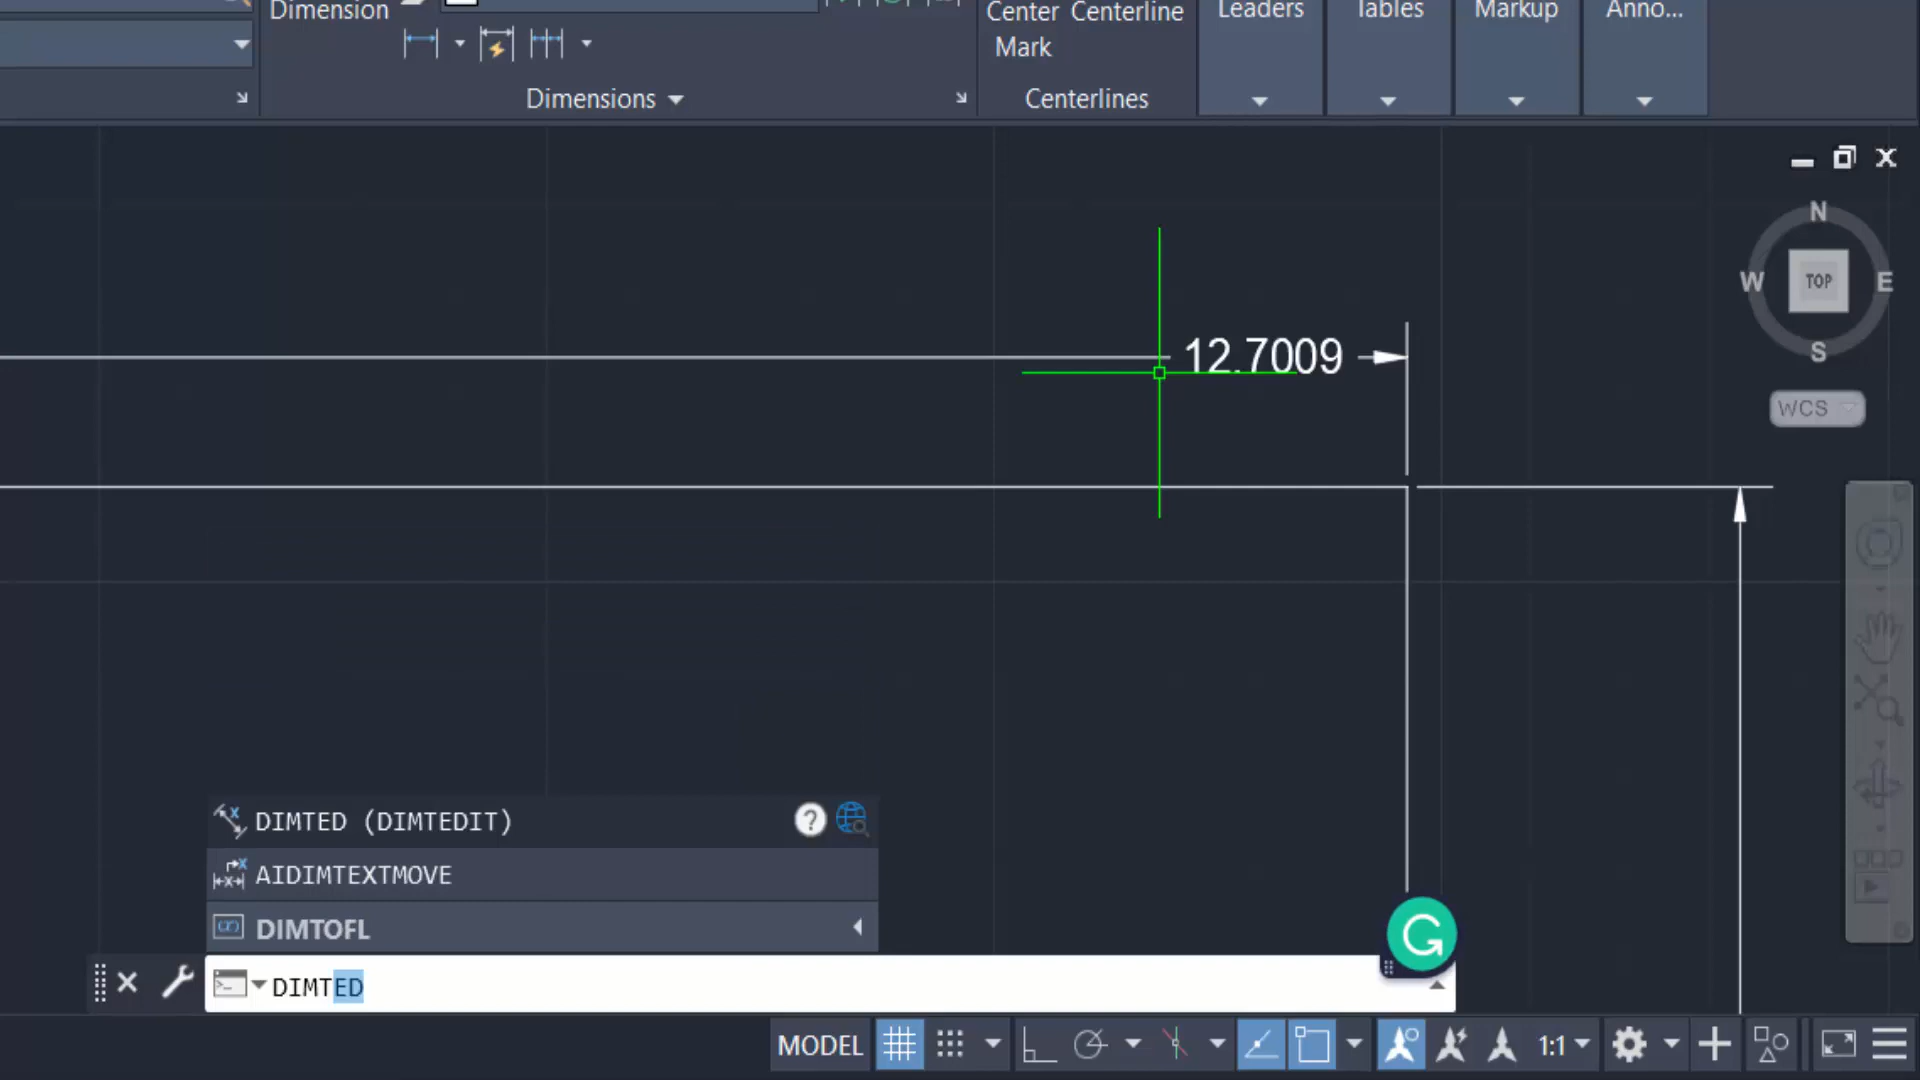 Dimension
Dimensions
Center Centerline
Mark
Centerlines
Leaders
Tables
Markup
Anno...
N
W
TOP
E
S
WCS
12.7009
DIMTED (DIMTEDIT)
?
AIDIMTEXTMOVE
DIMTOFL
DIMTED
G
MODEL
1:1